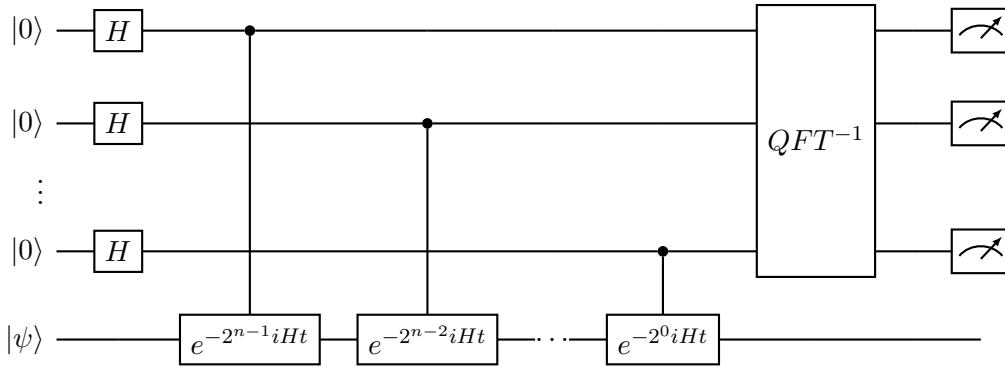 |0⟩ H
|0⟩ H QFT⁻¹
⋮
|0⟩ H
|ψ⟩ e^{-2^{n-1}iHt} e^{-2^{n-2}iHt} ⋯ e^{-2^{0}iHt}